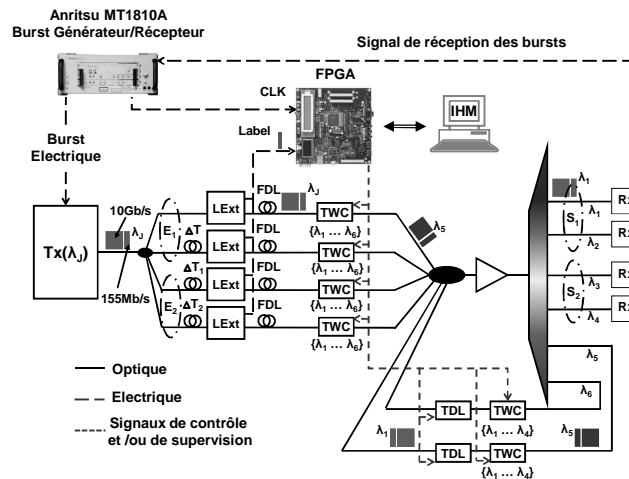 Anritsu MT1810A
Burst Générateur/Récepteur
Signal de réception des bursts
FPGA
CLK
IHM
Label
Burst
Electrique
10Gb/s
λJ
Tx(λJ)
155Mb/s
E1
E2
ΔT
ΔT1
ΔT2
LExt
FDL
λJ
TWC
{λ1 ... λ6}
LExt
FDL
TWC
{λ1 ... λ6}
LExt
FDL
TWC
{λ1 ... λ6}
LExt
FDL
TWC
{λ1 ... λ6}
λ5
λ1
S1
λ1
Rx
λ2
Rx
S2
λ3
Rx
λ4
Rx
λ5
λ6
TDL
TWC
{λ1 ... λ4}
λ1
TDL
TWC
λ5
{λ1 ... λ4}
Optique
Electrique
Signaux de contrôle
et /ou de supervision